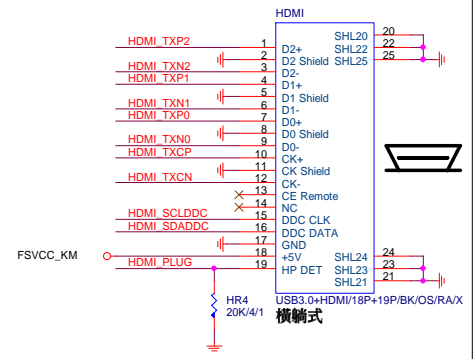 HDMI
HDMI_TXP2 1 D2+ SHL20 20
2 D2 Shield SHL22 22
HDMI_TXN2 3 D2- SHL25 25
HDMI_TXP1 4 D1+
5 D1 Shield
HDMI_TXN1 6 D1-
HDMI_TXP0 7 D0+
8 D0 Shield
HDMI_TXN0 9 D0-
HDMI_TXCP 10 CK+
11 CK Shield
HDMI_TXCN 12 CK-
13 CE Remote
14 NC
HDMI_SCLDDC 15 DDC CLK
HDMI_SDADDC 16 DDC DATA
17 GND
FSVCC_KM 18 +5V SHL24 24
HDMI_PLUG 19 HP DET SHL23 23
SHL21 21
HR4 USB3.0+HDMI/18P+19P/BK/OS/RA/X
20K/4/1 橫躺式